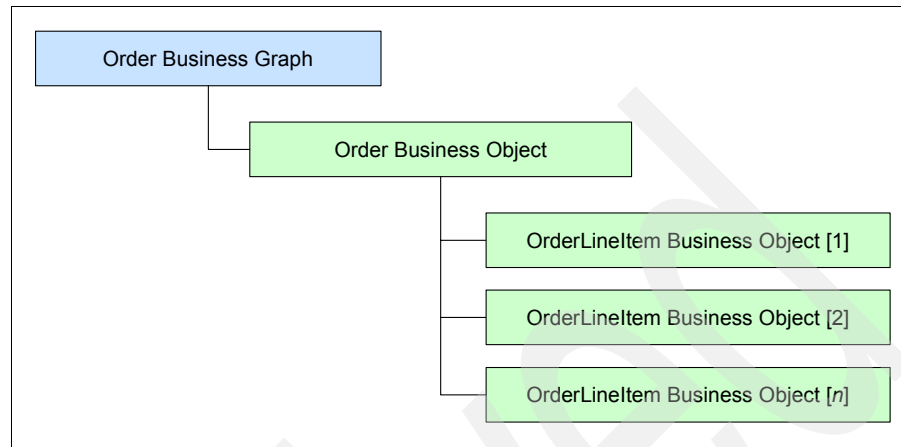 Order Business Graph
Order Business Object
OrderLineItem Business Object [1]
OrderLineItem Business Object [2]
OrderLineItem Business Object [n]